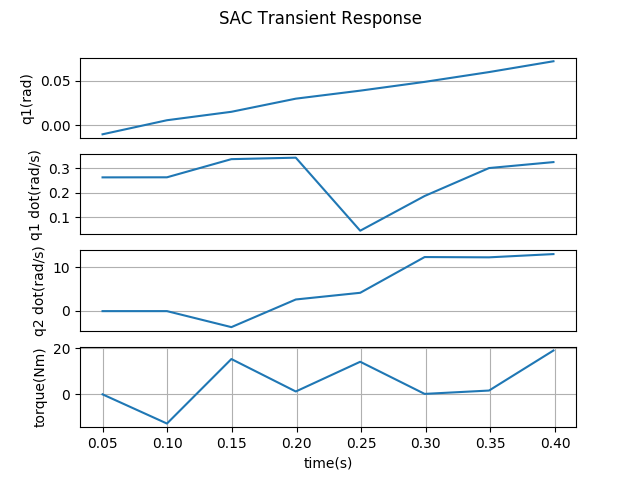 SAC Transient Response
q1(rad)
0.05
0.00
q1 dot(rad/s)
0.3
0.2
0.1
q2 dot(rad/s)
10
0
torque(Nm)
20
0
0.05 0.10 0.15 0.20 0.25 0.30 0.35 0.40
time(s)